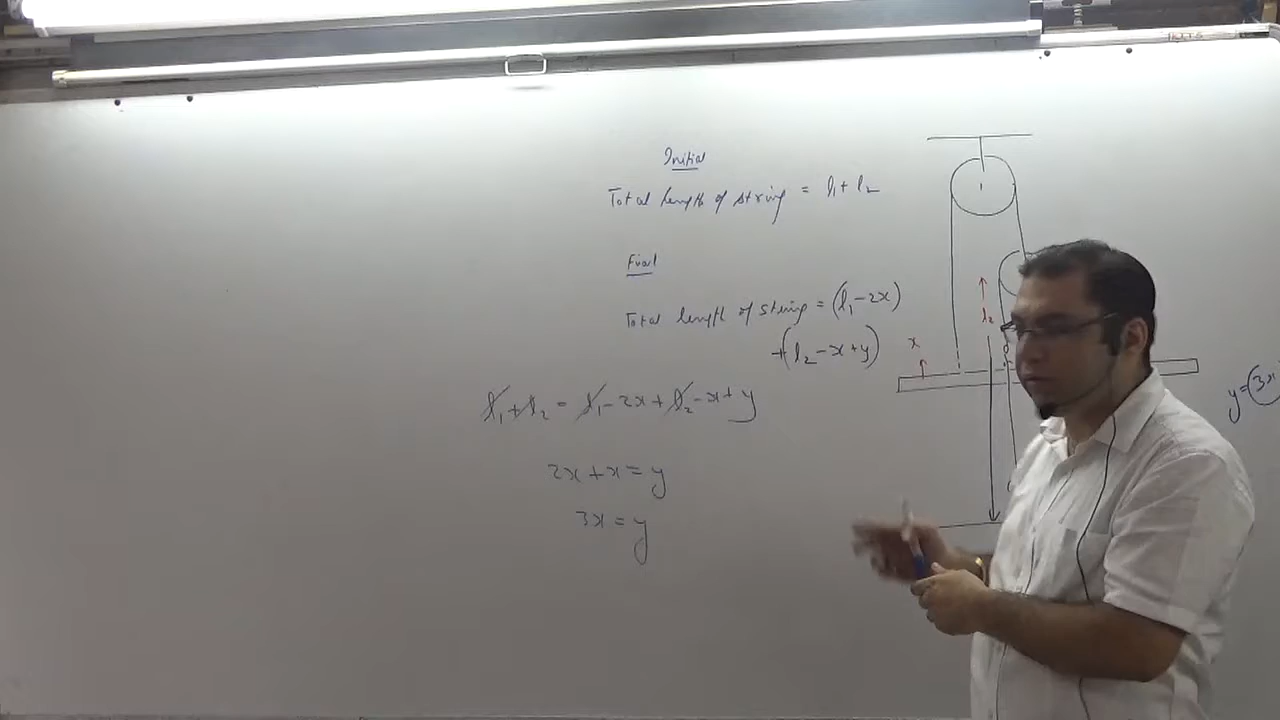 Initial
Total length of string = l₁ + l₂
Final
Total length of string = (l₁ - 2x)
+ (l₂ - x + y)
l₁ + l₂ = l₁ - 2x + l₂ - x + y
2x + x = y
3x = y
l₂
x
y = 3x